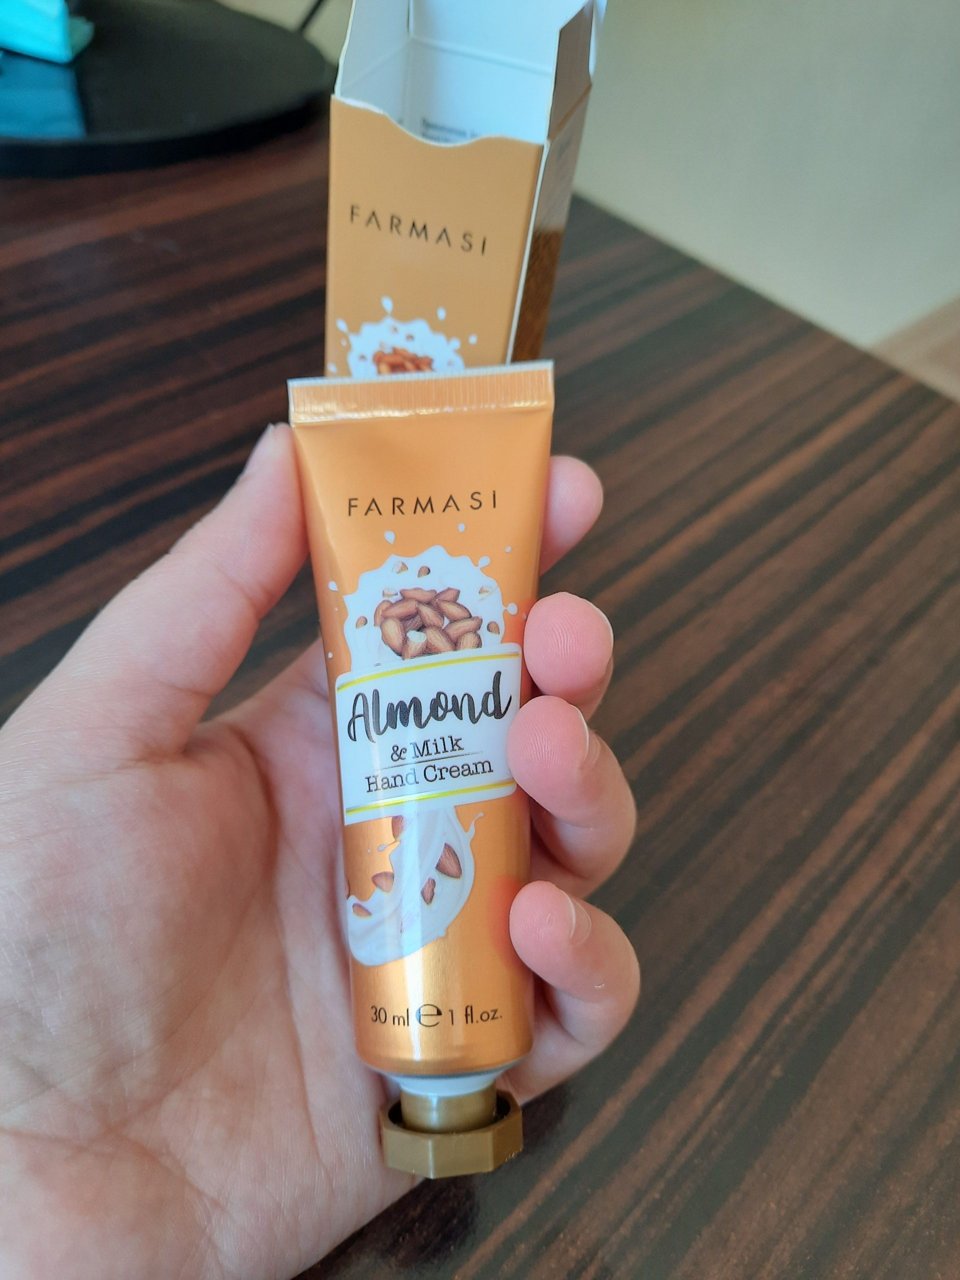 FARMASI
FARMASI
Almond
& Milk
Hand Cream
30 ml ℮ 1 fl.oz.